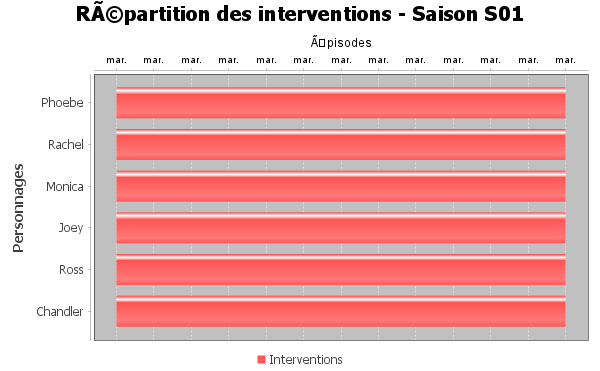 RÃ©partition des interventions - Saison S01
Ã▯pisodes
mar. mar. mar. mar. mar. mar. mar. mar. mar. mar. mar. mar. mar.
Personnages
Phoebe
Rachel
Monica
Joey
Ross
Chandler
Interventions